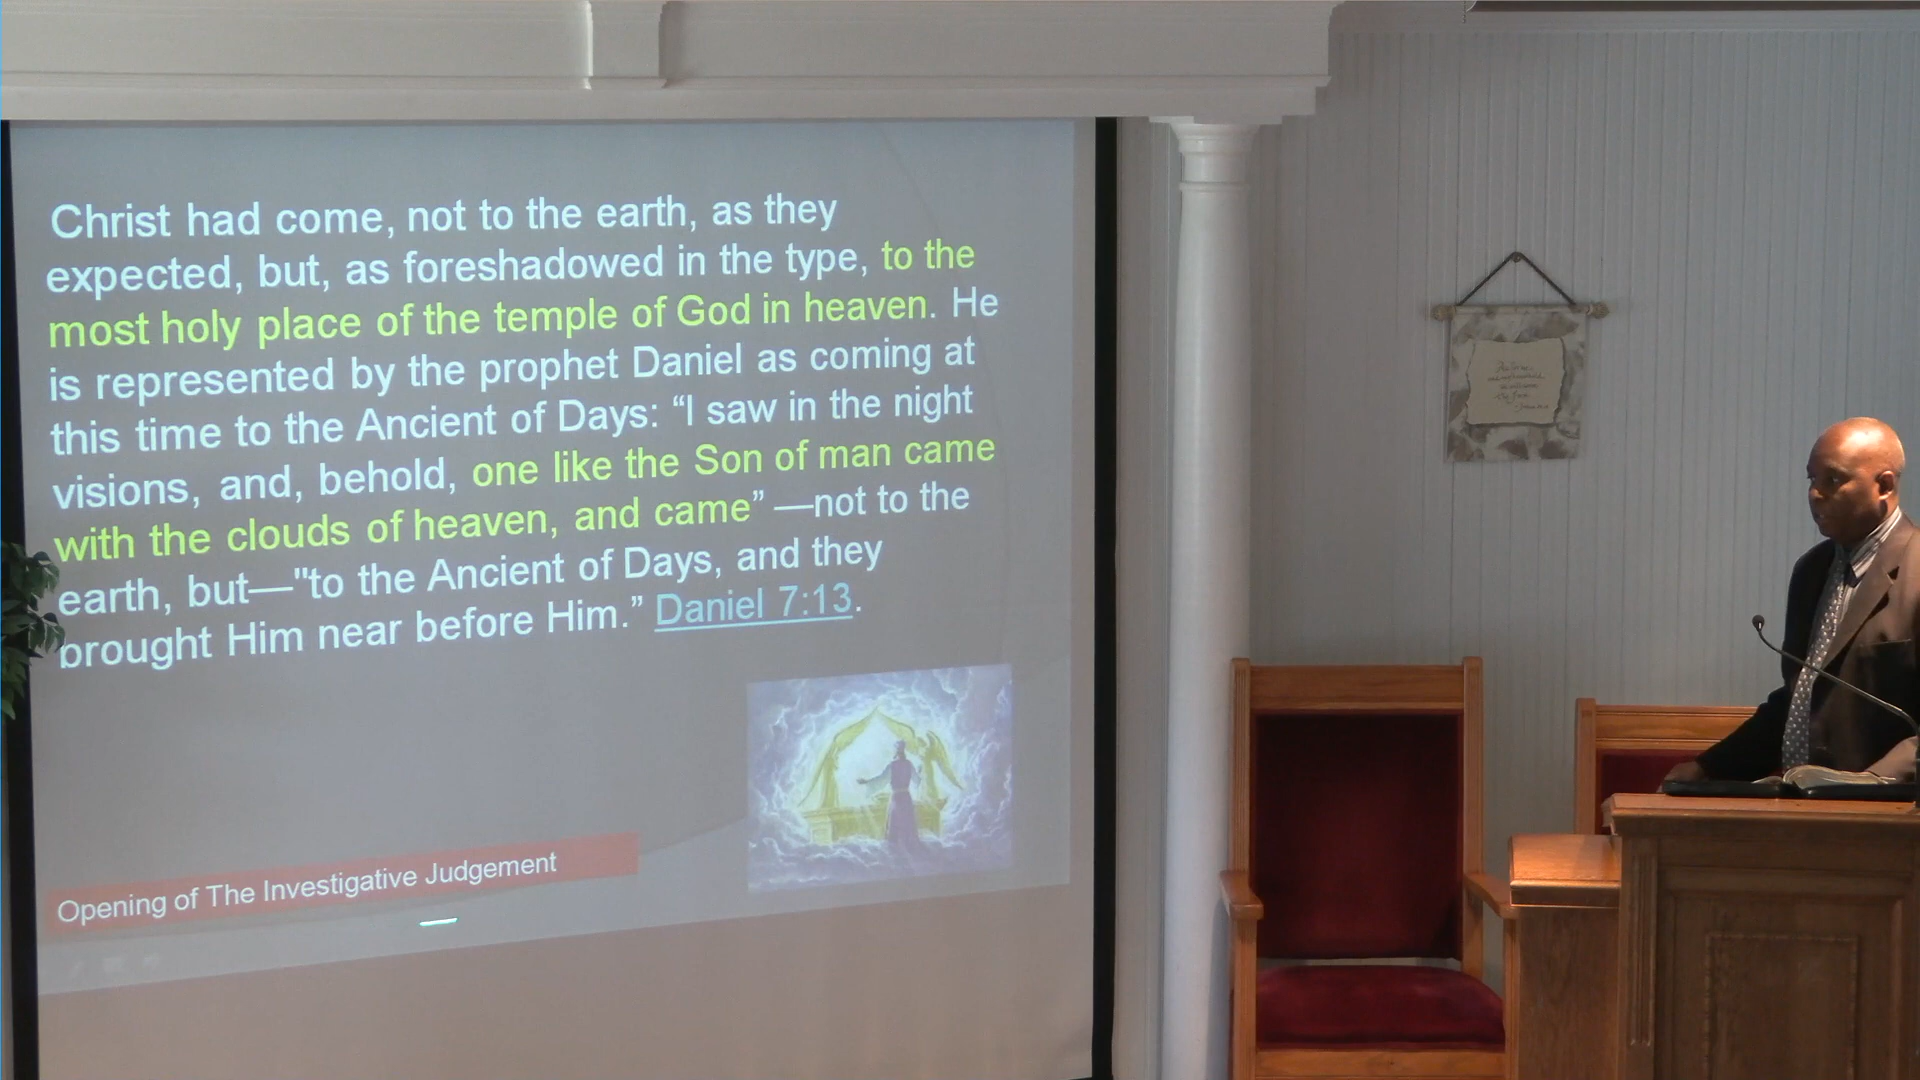 Christ had come, not to the earth, as they
expected, but, as foreshadowed in the type, to the
most holy place of the temple of God in heaven. He
is represented by the prophet Daniel as coming at
this time to the Ancient of Days: “I saw in the night
visions, and, behold, one like the Son of man came
with the clouds of heaven, and came” —not to the
earth, but—"to the Ancient of Days, and they
brought Him near before Him.” Daniel 7:13.
Opening of The Investigative Judgement